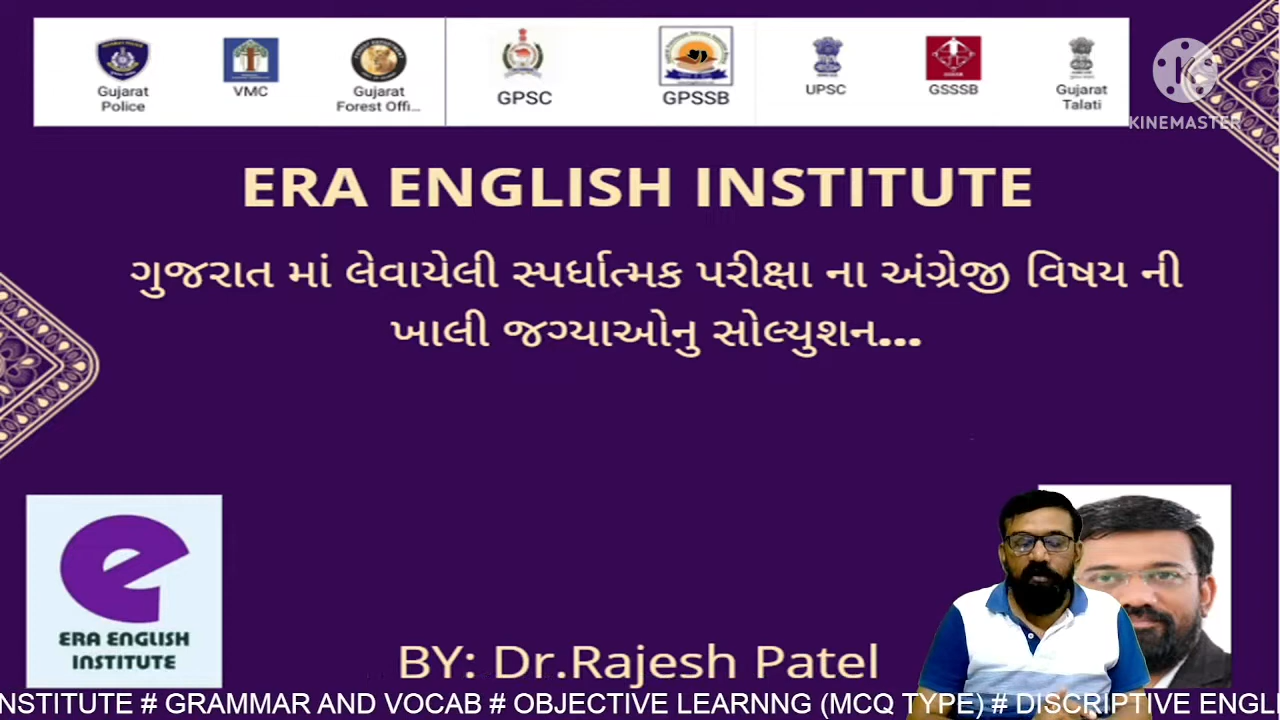 Gujarat Police
VMC
Gujarat Forest Offi...
GPSC
GPSSB
UPSC
GSSSB
Gujarat Talati
KINEMASTER
ERA ENGLISH INSTITUTE
ગુજરાત માં લેવાયેલી સ્પર્ધાત્મક પરીક્ષા ના અંગ્રેજી વિષય ની
ખાલી જગ્યાઓનુ સોલ્યુશન...
ERA ENGLISH
INSTITUTE
BY: Dr.Rajesh Patel
NSTITUTE # GRAMMAR AND VOCAB # OBJECTIVE LEARNNG (MCQ TYPE) # DISCRIPTIVE ENGL